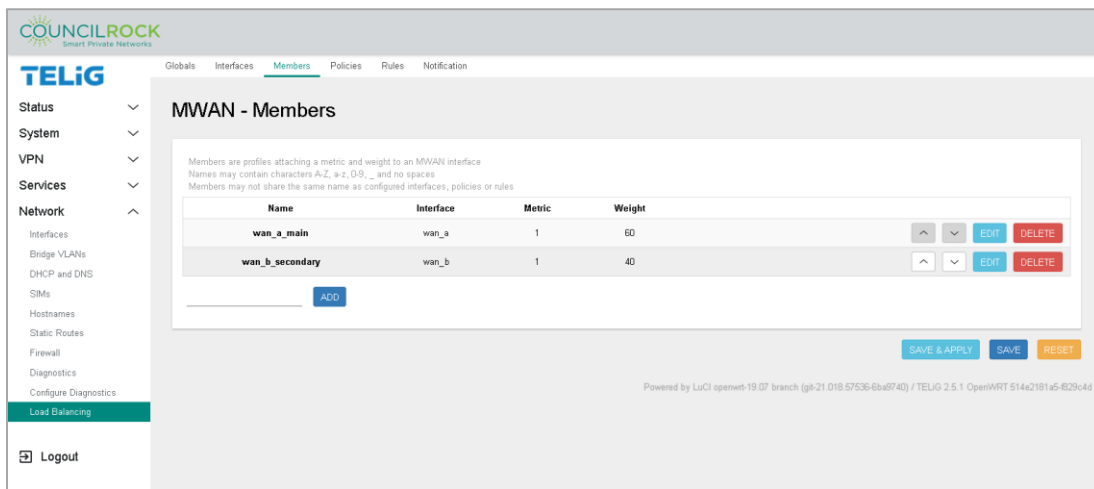 COUNCILROCK
Smart Private Networks
TELiG
Globals Interfaces Members Policies Rules Notification
Status
System
VPN
Services
Network
Interfaces
Bridge VLANs
DHCP and DNS
SIMs
Hostnames
Static Routes
Firewall
Diagnostics
Configure Diagnostics
Load Balancing
Logout
MWAN - Members
Members are profiles attaching a metric and weight to an MWAN interface
Names may contain characters A-Z, a-z, 0-9, _ and no spaces
Members may not share the same name as configured interfaces, policies or rules
Name Interface Metric Weight
wan_a_main wan_a 1 60 EDIT DELETE
wan_b_secondary wan_b 1 40 EDIT DELETE
ADD
SAVE & APPLY SAVE RESET
Powered by LuCI openwrt-19.07 branch (git-21.018.57536-6ba9740) / TELiG 2.5.1 OpenWRT 514e2181a5-f829c4d